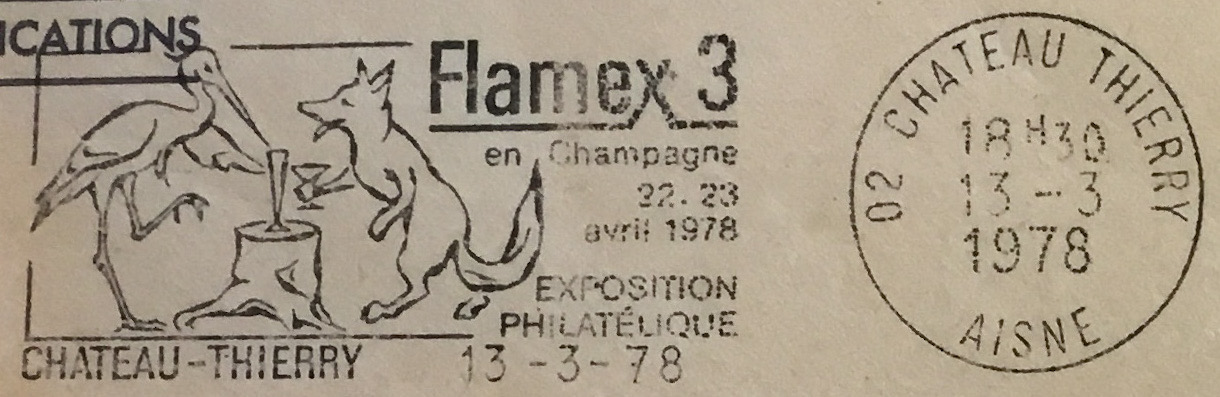 ICATIONS
Flamex 3
en Champagne
22.23
avril 1978
EXPOSITION
PHILATÉLIQUE
CHATEAU-THIERRY 13-3-78
02 CHATEAU THIERRY
18H30
13-3
1978
AISNE